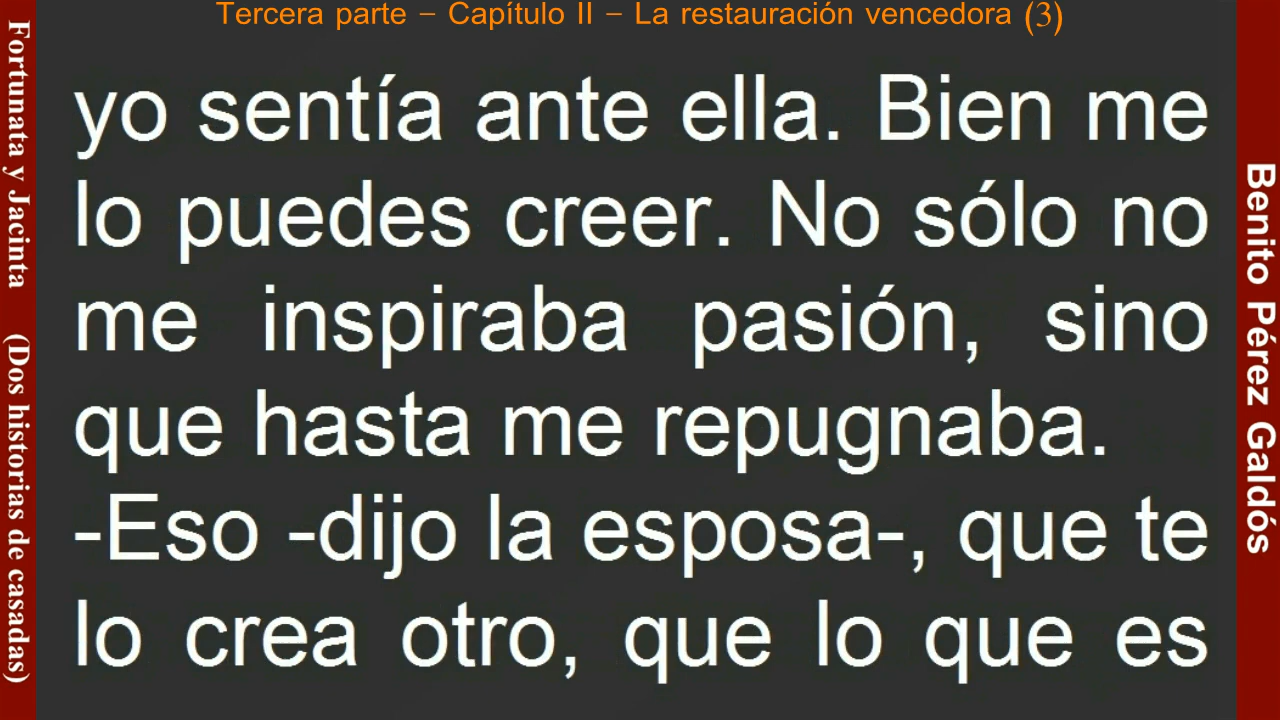 Tercera parte – Capítulo II – La restauración vencedora (3)
Fortunata y Jacinta (Dos historias de casadas)
yo sentía ante ella. Bien me
lo puedes creer. No sólo no
me inspiraba pasión, sino
que hasta me repugnaba.
-Eso -dijo la esposa-, que te
lo crea otro, que lo que es
Benito Pérez Galdós